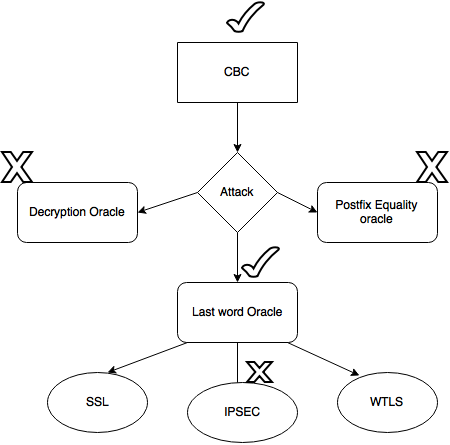 CBC
Attack
Decryption Oracle
Postfix Equality
oracle
Last word Oracle
SSL
IPSEC
WTLS